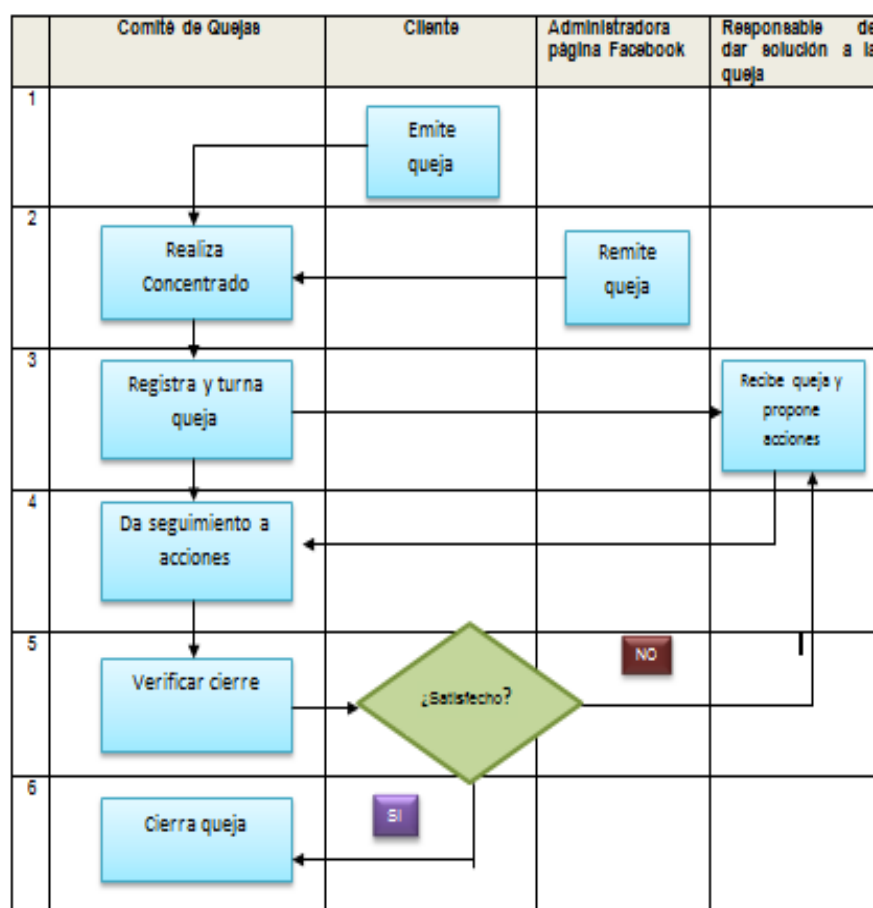 Comité de Quejas
Cliente
Administradora
página Facebook
Responsable de
dar solución a la
queja
1
Emite
queja
2
Realiza
Concentrado
Remite
queja
3
Registra y turna
queja
Recibe queja y
propone
acciones
4
Da seguimiento a
acciones
5
Verificar cierre
¿Satisfecho?
NO
6
Cierra queja
SI